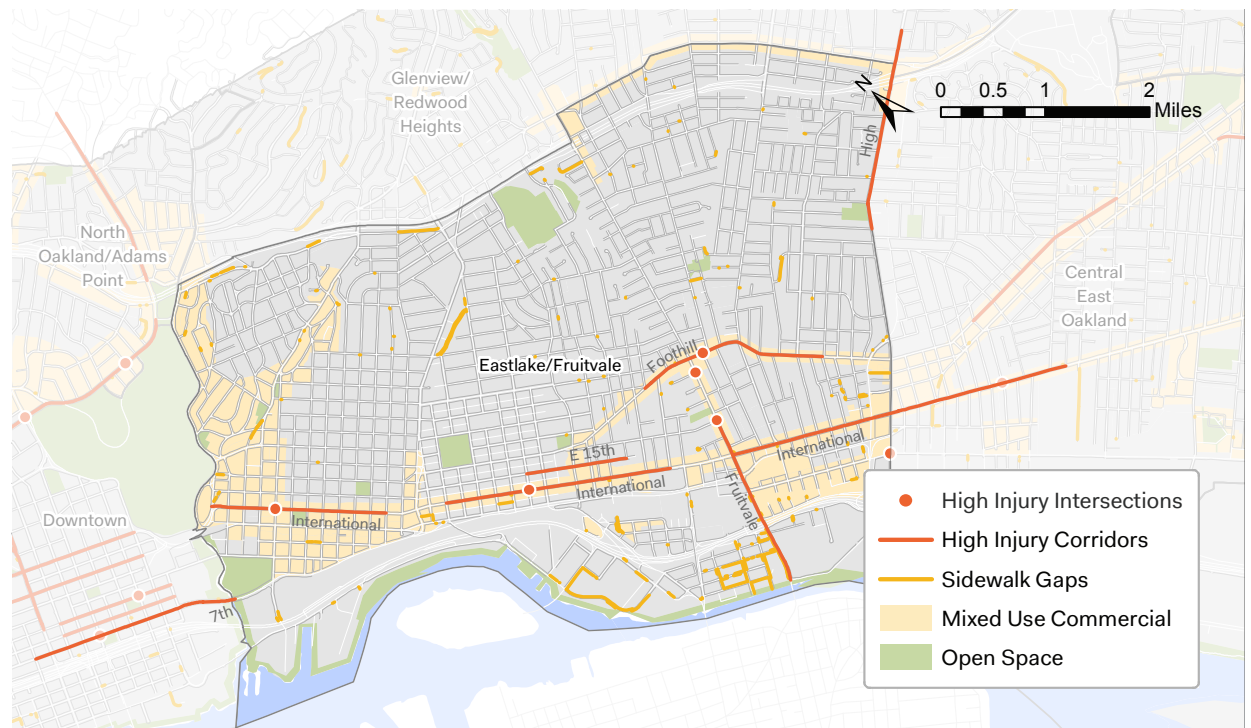 Glenview/
Redwood
Heights
N
0 0.5 1 2
Miles
High
North
Oakland/Adams
Point
Central
East
Oakland
Eastlake/Fruitvale
Foothill
E 15th
International
International
International
Fruitvale
Downtown
7th
High Injury Intersections
High Injury Corridors
Sidewalk Gaps
Mixed Use Commercial
Open Space